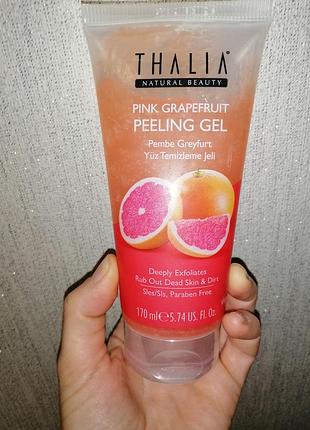 THALIA®
NATURAL BEAUTY
PINK GRAPEFRUIT
PEELING GEL
Pembe Greyfurt
Yüz Temizleme Jeli
Deeply Exfoliates
Rub Out Dead Skin & Dirt
Sles/Sls, Paraben Free
170 ml ℮ 5.74 US. Fl. Oz.